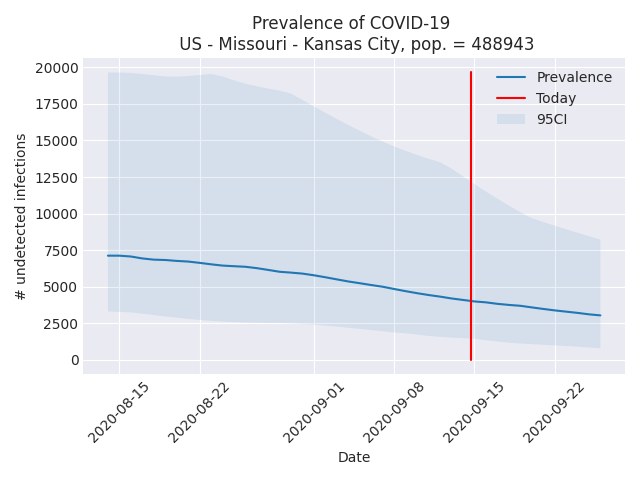 Prevalence of COVID-19
US - Missouri - Kansas City, pop. = 488943
20000
17500
15000
12500
10000
7500
5000
2500
0
# undetected infections
Prevalence
Today
95CI
2020-08-15
2020-08-22
2020-09-01
2020-09-08
2020-09-15
2020-09-22
Date